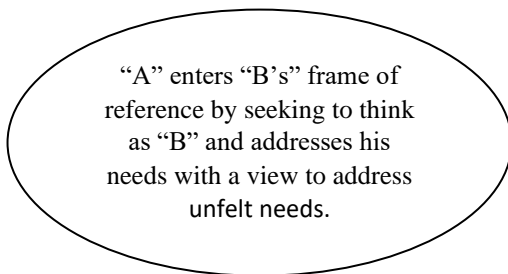 “A” enters “B’s” frame of
reference by seeking to think
as “B” and addresses his
needs with a view to address
unfelt needs.